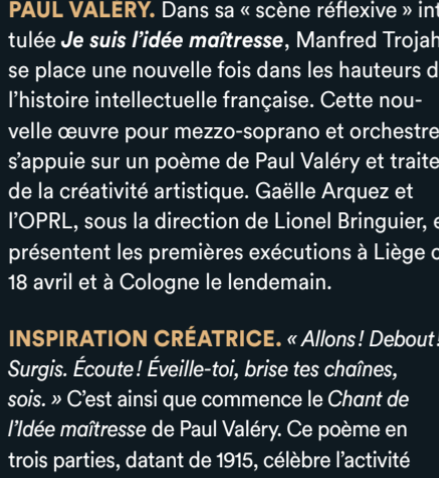 PAUL VALÉRY. Dans sa « scène réflexive » int
tulée Je suis l’idée maîtresse, Manfred Trojah
se place une nouvelle fois dans les hauteurs d
l’histoire intellectuelle française. Cette nou-
velle œuvre pour mezzo-soprano et orchestre
s’appuie sur un poème de Paul Valéry et traite
de la créativité artistique. Gaëlle Arquez et
l’OPRL, sous la direction de Lionel Bringuier, e
présentent les premières exécutions à Liège
18 avril et à Cologne le lendemain.
INSPIRATION CRÉATRICE. « Allons ! Debout !
Surgis. Écoute ! Éveille-toi, brise tes chaînes,
sois. » C’est ainsi que commence le Chant de
l’Idée maîtresse de Paul Valéry. Ce poème en
trois parties, datant de 1915, célèbre l’activité